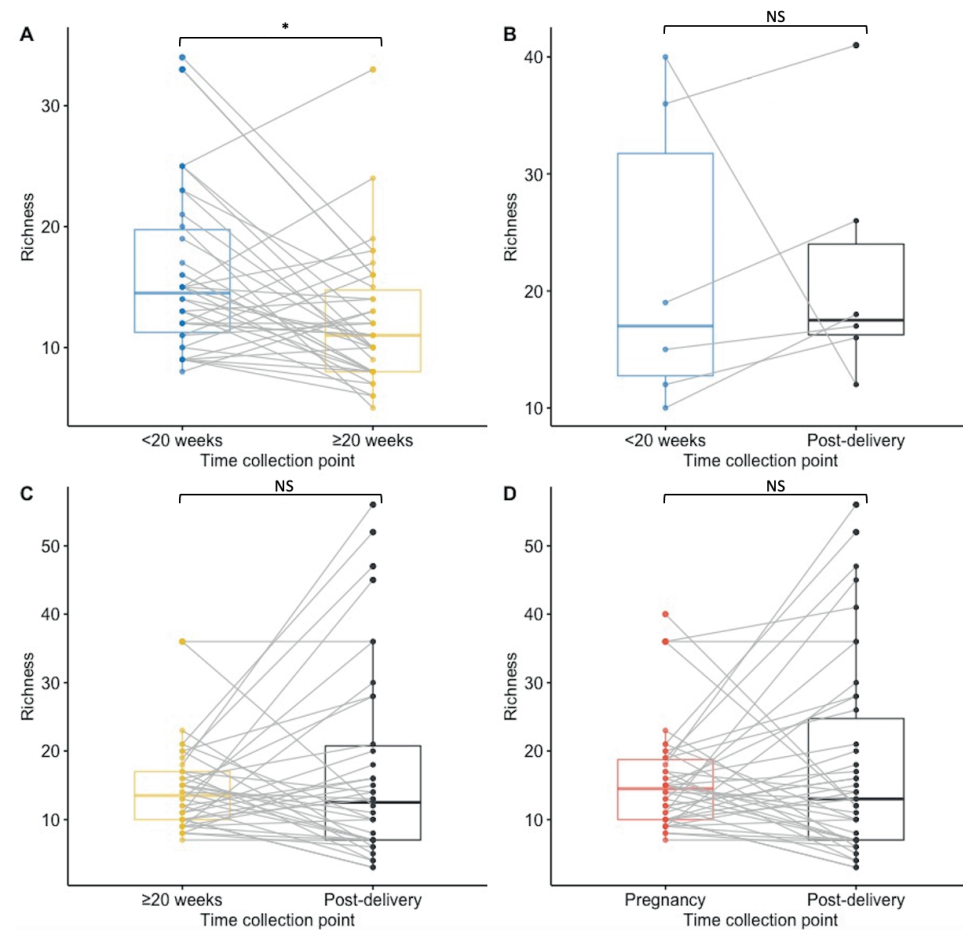 A
*
Richness
30
20
10
<20 weeks
≥20 weeks
Time collection point
B
NS
Richness
40
30
20
10
<20 weeks
Post-delivery
Time collection point
C
NS
Richness
50
40
30
20
10
≥20 weeks
Post-delivery
Time collection point
D
NS
Richness
50
40
30
20
10
Pregnancy
Post-delivery
Time collection point